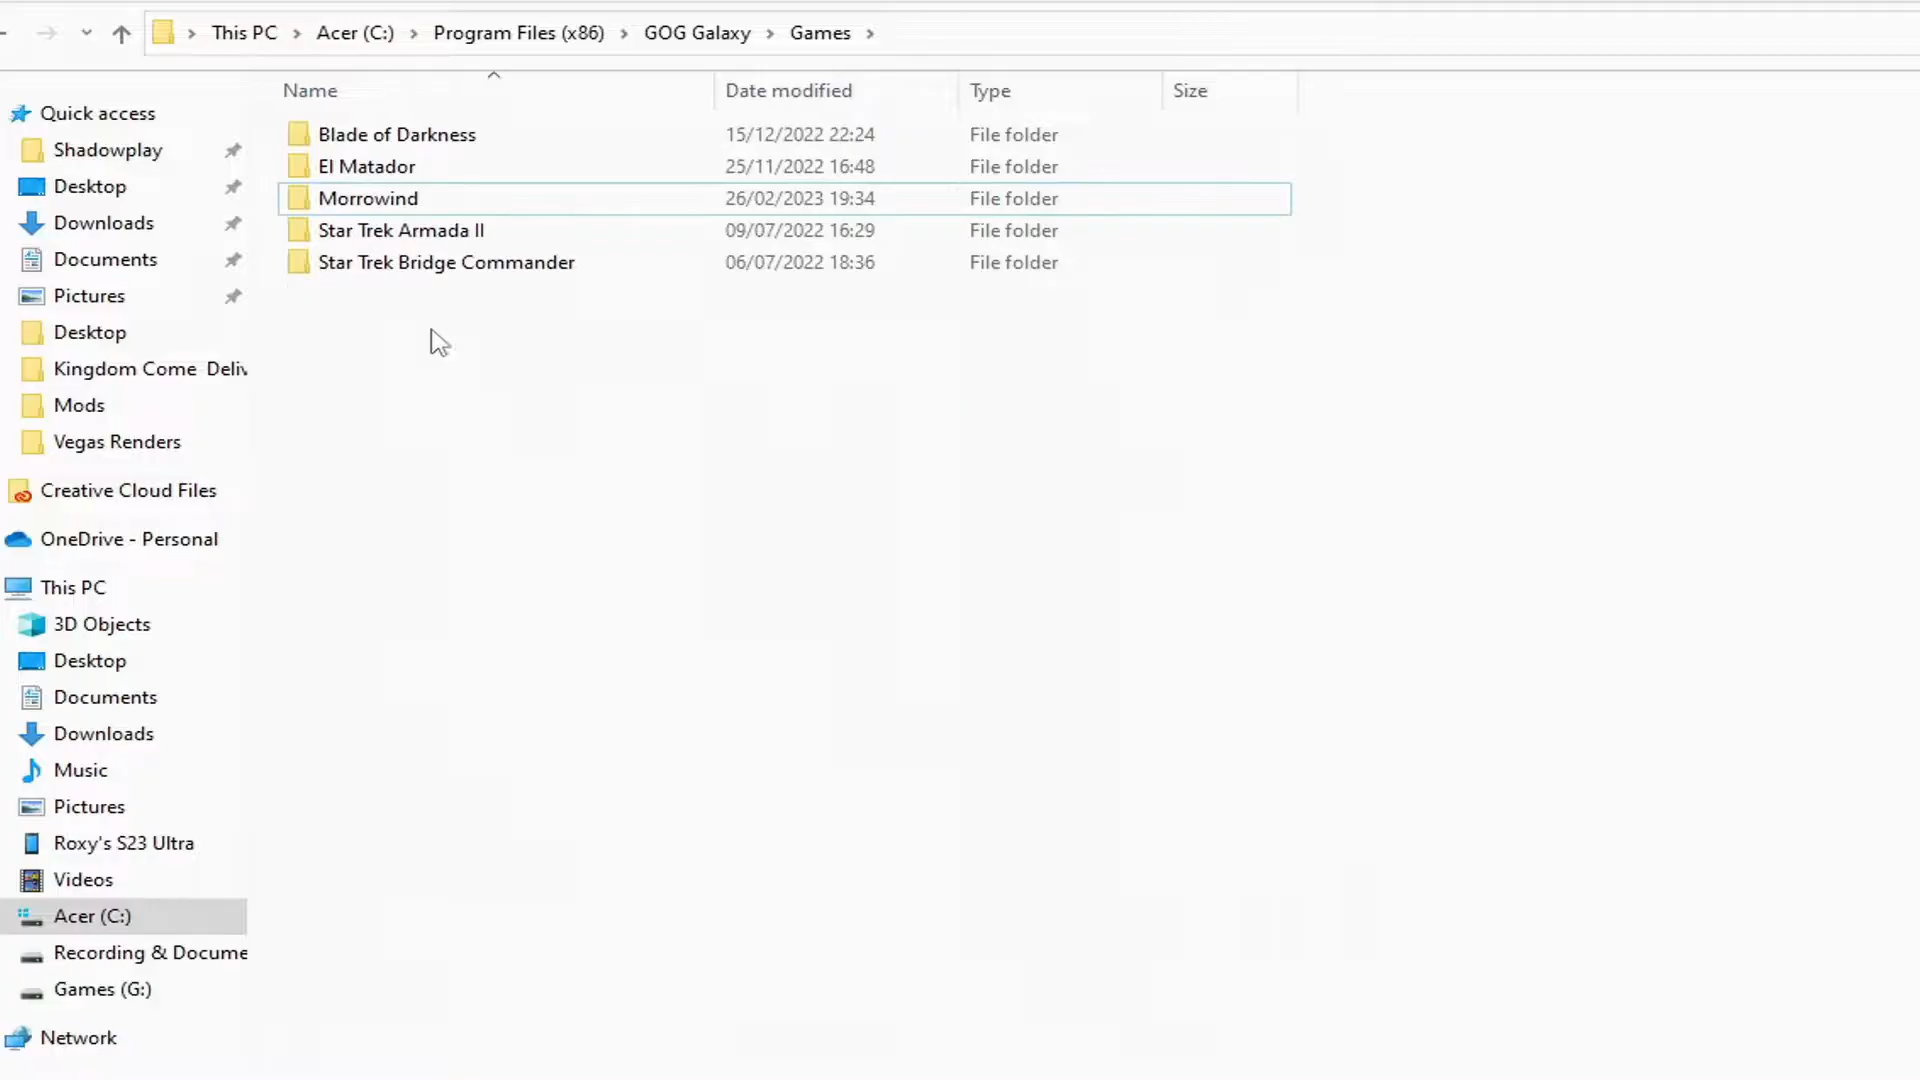 This PC > Acer (C:) > Program Files (x86) > GOG Galaxy > Games >
Name Date modified Type Size
Blade of Darkness 15/12/2022 22:24 File folder
El Matador 25/11/2022 16:48 File folder
Morrowind 26/02/2023 19:34 File folder
Star Trek Armada II 09/07/2022 16:29 File folder
Star Trek Bridge Commander 06/07/2022 18:36 File folder
Quick access
Shadowplay
Desktop
Downloads
Documents
Pictures
Desktop
Kingdom Come Deliv
Mods
Vegas Renders
Creative Cloud Files
OneDrive - Personal
This PC
3D Objects
Desktop
Documents
Downloads
Music
Pictures
Roxy's S23 Ultra
Videos
Acer (C:)
Recording & Docume
Games (G:)
Network